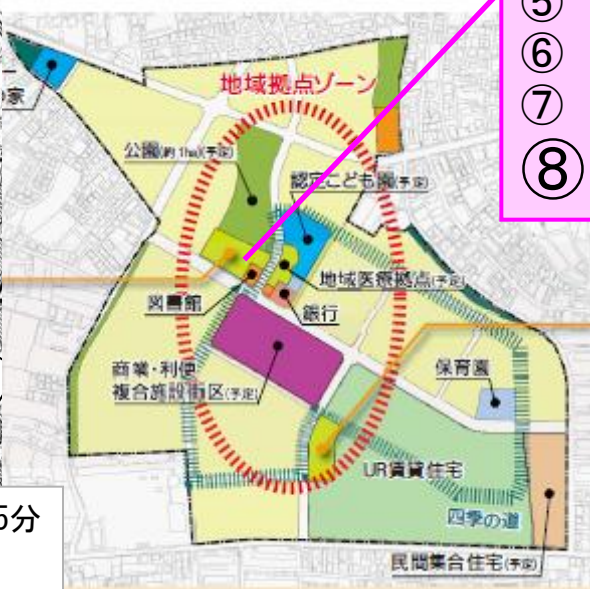 ⑤
⑥
⑦
⑧
家
地域拠点ゾーン
公園(約1ha)(予定)
認定こども園(予定)
地域医療拠点(予定)
図書館
銀行
商業・利便
複合施設街区(予定)
保育園
UR賃貸住宅
四季の道
5分
民間集合住宅(予定)